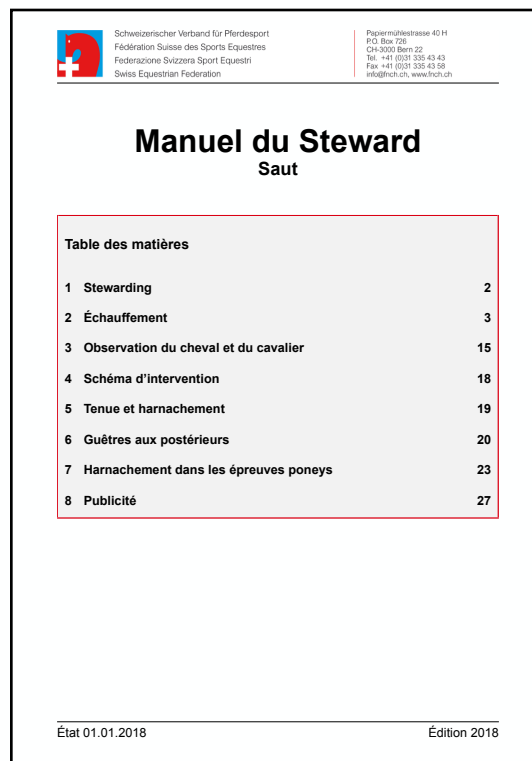 Schweizerischer Verband für Pferdesport
Fédération Suisse des Sports Equestres
Federazione Svizzera Sport Equestri
Swiss Equestrian Federation
Papiermühlestrasse 40 H
P.O. Box 726
CH-3000 Bern 22
Tel. +41 (0)31 335 43 43
Fax +41 (0)31 335 43 58
info@fnch.ch, www.fnch.ch
Manuel du Steward
Saut
Table des matières
1 Stewarding 2
2 Échauffement 3
3 Observation du cheval et du cavalier 15
4 Schéma d'intervention 18
5 Tenue et harnachement 19
6 Guêtres aux postérieurs 20
7 Harnachement dans les épreuves poneys 23
8 Publicité 27
État 01.01.2018 Édition 2018